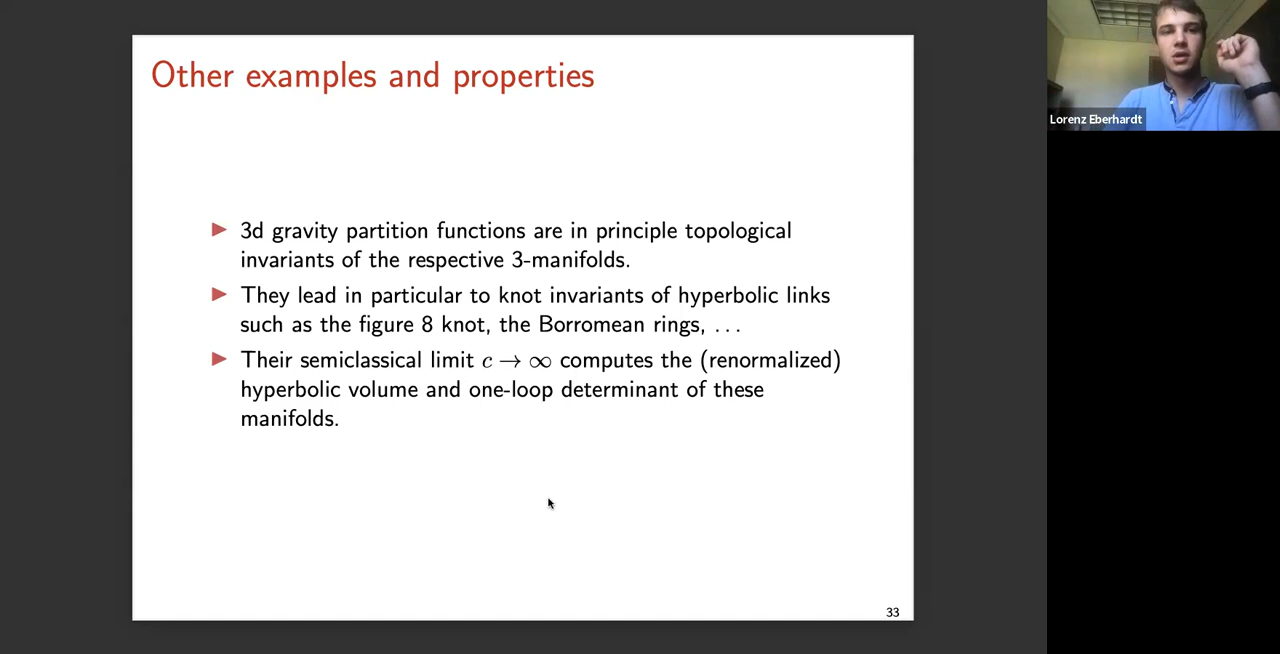 Other examples and properties
▶ 3d gravity partition functions are in principle topological
invariants of the respective 3-manifolds.
▶ They lead in particular to knot invariants of hyperbolic links
such as the figure 8 knot, the Borromean rings, ...
▶ Their semiclassical limit c → ∞ computes the (renormalized)
hyperbolic volume and one-loop determinant of these
manifolds.
33
Lorenz Eberhardt